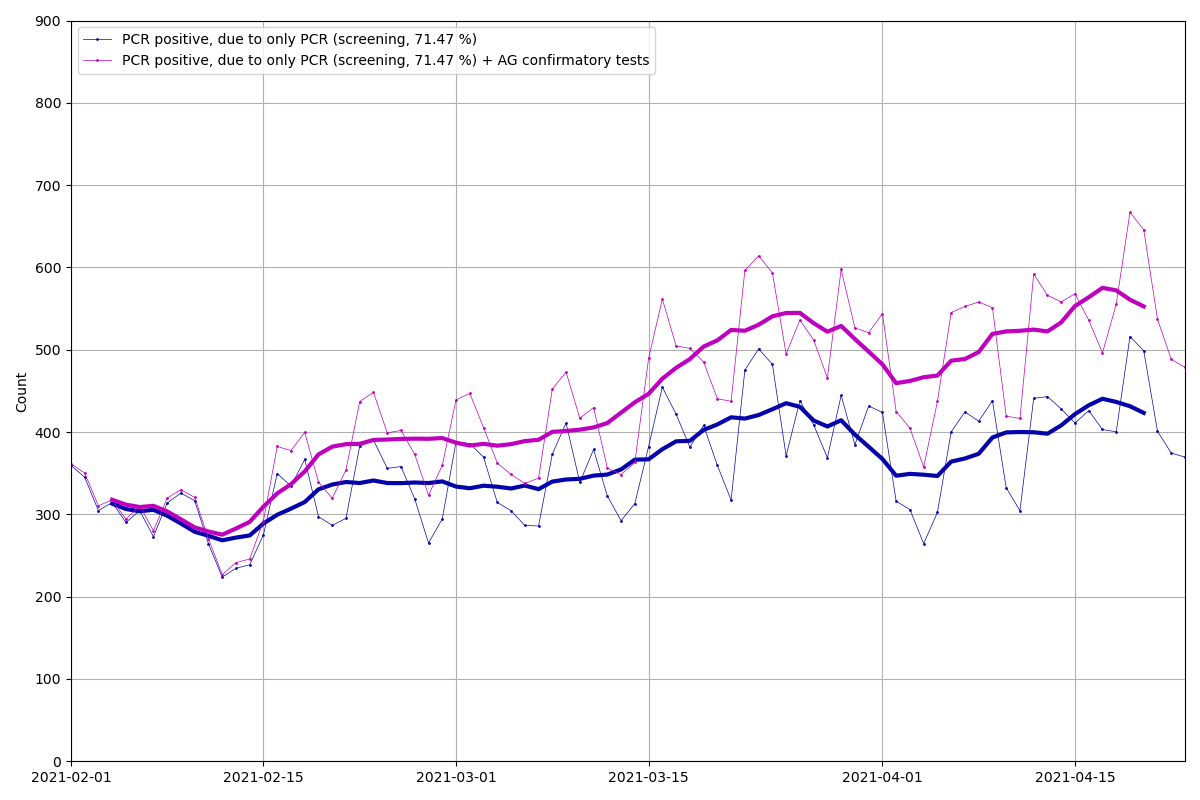 PCR positive, due to only PCR (screening, 71.47 %)
PCR positive, due to only PCR (screening, 71.47 %) + AG confirmatory tests
Count
900
800
700
600
500
400
300
200
100
0
2021-02-01 2021-02-15 2021-03-01 2021-03-15 2021-04-01 2021-04-15